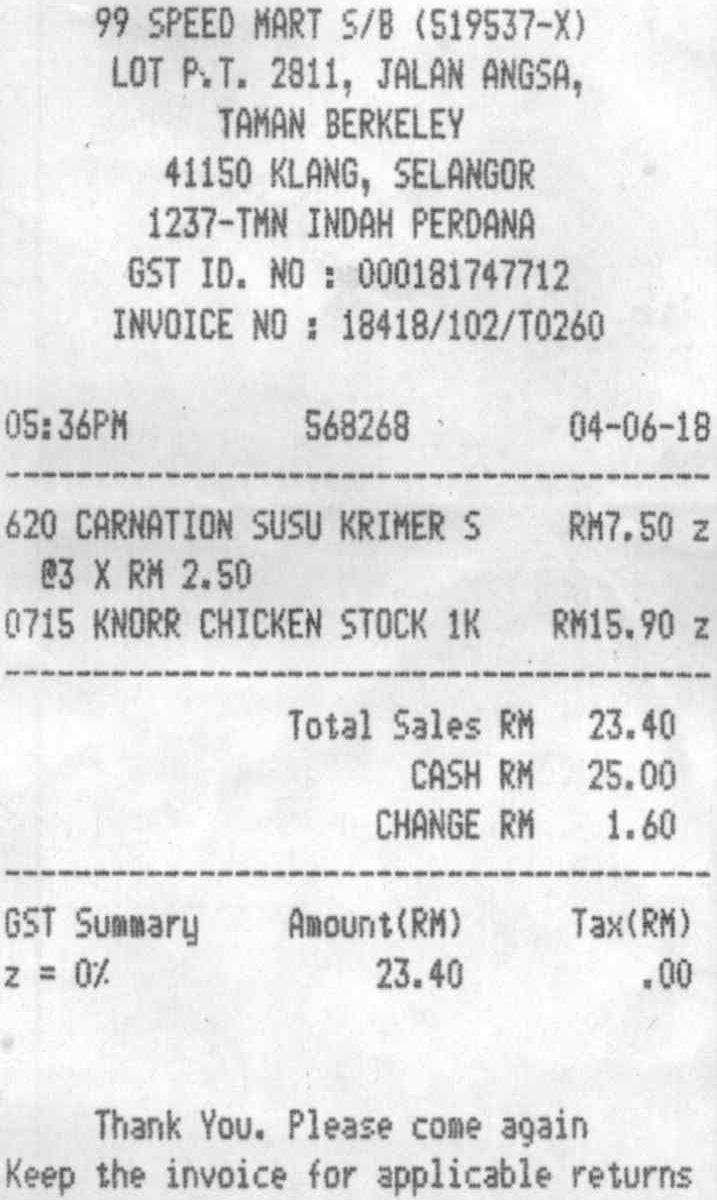 99 SPEED MART S/B (519537-X)
LOT P.T. 2811, JALAN ANGSA,
TAMAN BERKELEY
41150 KLANG, SELANGOR
1237-TMN INDAH PERDANA
GST ID. NO : 000181747712
INVOICE NO : 18418/102/T0260
05:36PM 568268 04-06-18
620 CARNATION SUSU KRIMER S RM7.50 z
@3 X RM 2.50
0715 KNORR CHICKEN STOCK 1K RM15.90 z
Total Sales RM 23.40
CASH RM 25.00
CHANGE RM 1.60
GST Summary Amount(RM) Tax(RM)
z = 0% 23.40 .00
Thank You. Please come again
Keep the invoice for applicable returns